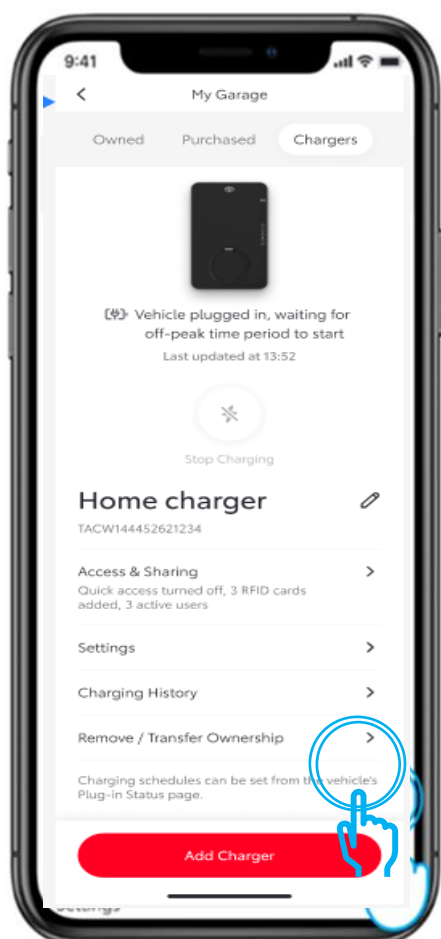 9:41
My Garage
Owned Purchased Chargers
Vehicle plugged in, waiting for
off-peak time period to start
Last updated at 13:52
Stop Charging
Home charger
TACW144452621234
Access & Sharing
Quick access turned off, 3 RFID cards
added, 3 active users
Settings
Charging History
Remove / Transfer Ownership
Charging schedules can be set from the vehicle's
Plug-in Status page.
Add Charger
Settings